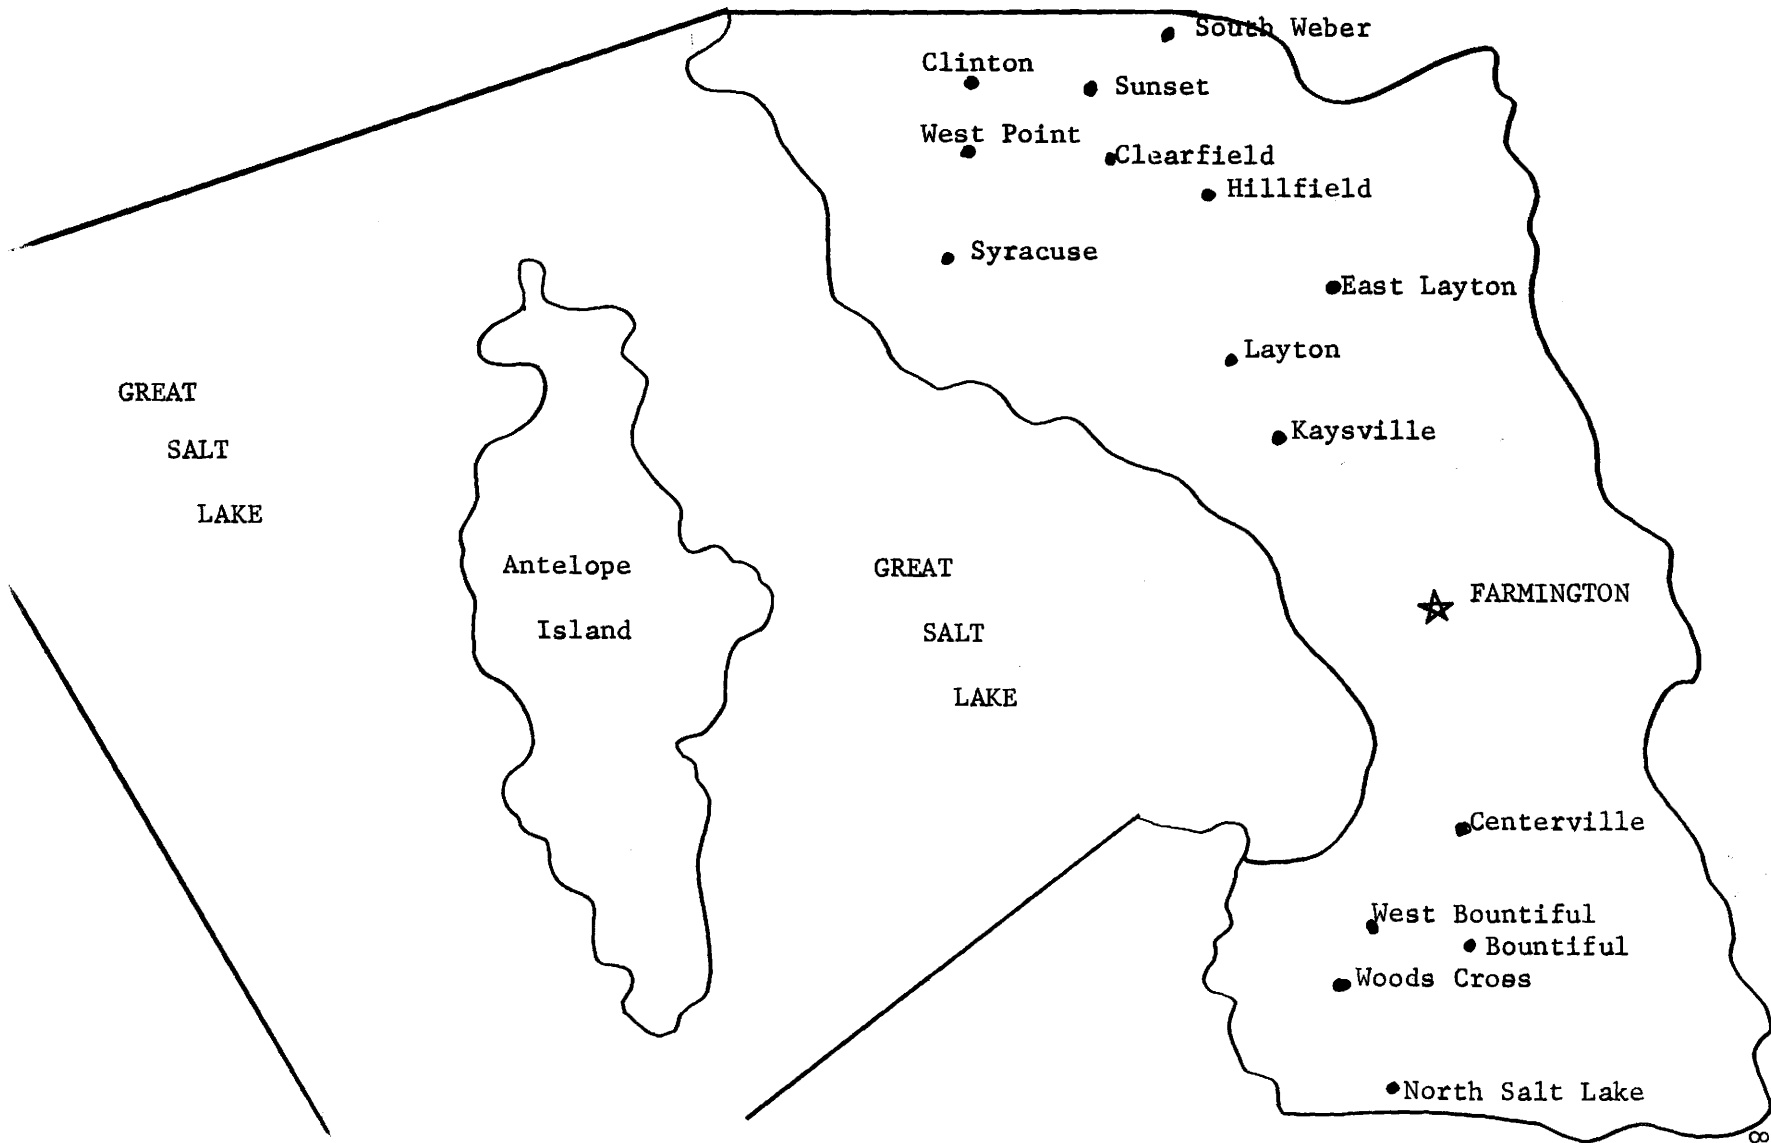 South Weber
Clinton
Sunset
West Point
Clearfield
Hillfield
Syracuse
East Layton
Layton
GREAT
SALT
LAKE
Kaysville
Antelope
Island
GREAT
SALT
LAKE
FARMINGTON
Centerville
West Bountiful
Bountiful
Woods Cross
North Salt Lake
8